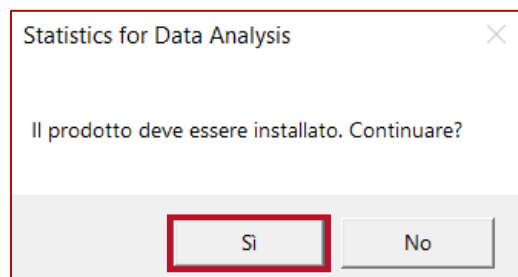 Statistics for Data Analysis
Il prodotto deve essere installato. Continuare?
Sì
No